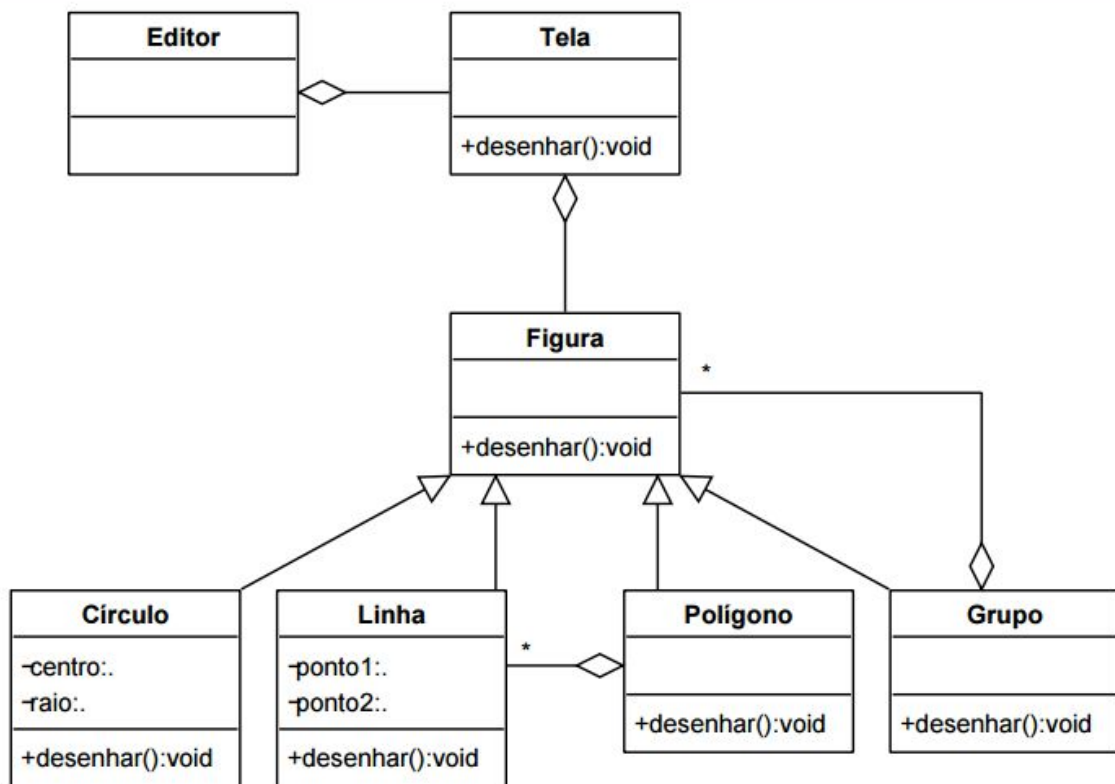 Editor
Tela
+desenhar():void
Figura
*
+desenhar():void
Círculo
-centro:.
-raio:.
+desenhar():void
Linha
-ponto1:.
-ponto2:.
+desenhar():void
*
Polígono
+desenhar():void
Grupo
+desenhar():void